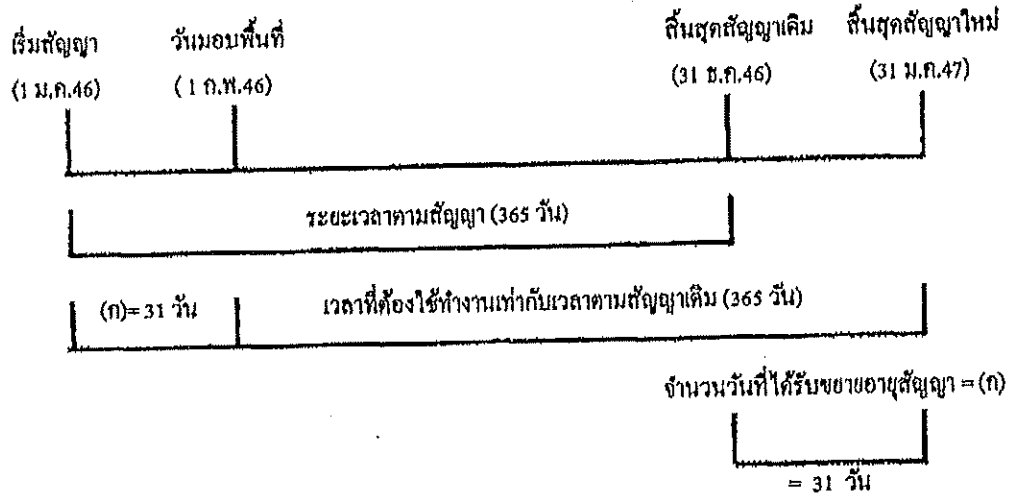 เริ่มสัญญา วันมอบพื้นที่ สิ้นสุดสัญญาเดิม สิ้นสุดสัญญาใหม่
(1 ม.ค.46) (1 ก.พ.46) (31 ธ.ค.46) (31 ม.ค.47)
ระยะเวลาตามสัญญา (365 วัน)
(ก)= 31 วัน เวลาที่ต้องใช้ทำงานเท่ากับเวลาตามสัญญาเดิม (365 วัน)
จำนวนวันที่ได้รับขยายอายุสัญญา = (ก)
= 31 วัน